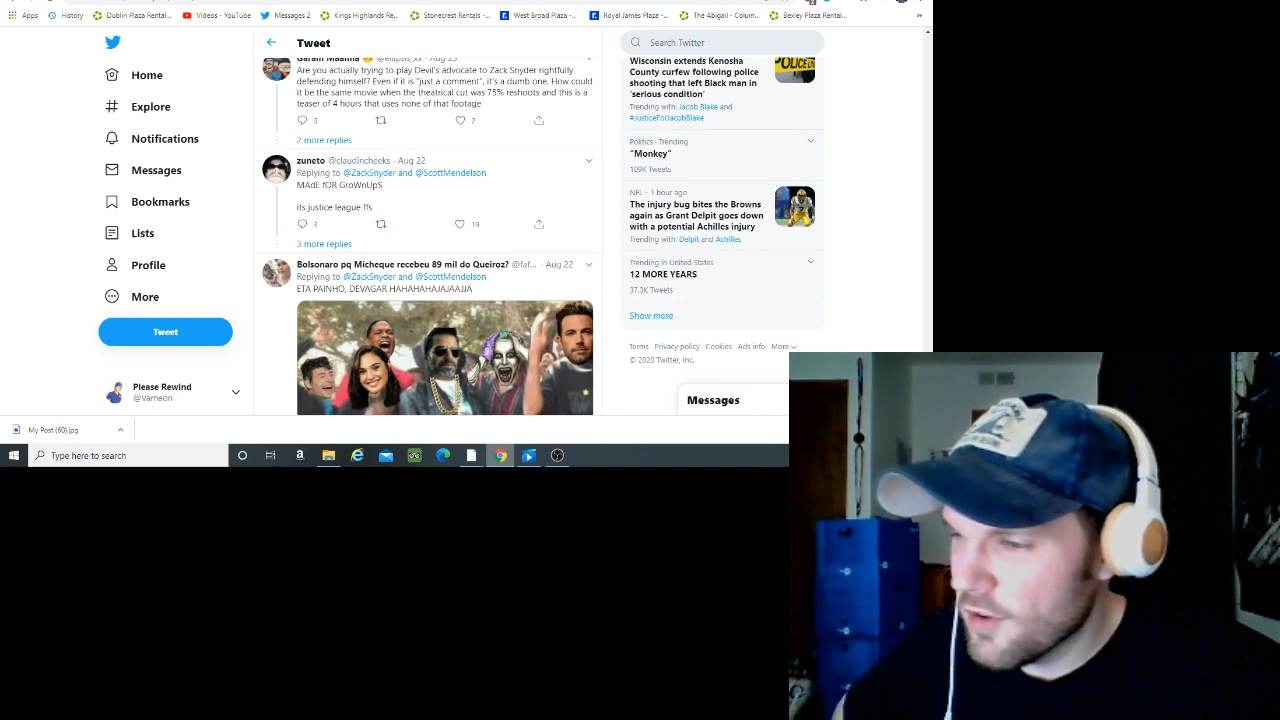 Apps
History
Dublin Plaza Rental...
Videos - YouTube
Messages 2
Kings Highlands Re...
Stonecrest Rentals -...
West Broad Plaza -...
Royal James Plaza -...
The Abigail - Colum...
Bexley Plaza Rental...
»
Home
Explore
Notifications
Messages
Bookmarks
Lists
Profile
More
Tweet
Please Rewind
@Vameon
Tweet
Are you actually trying to play Devil's advocate to Zack Snyder rightfully
defending himself? Even if it is "just a comment", it's a dumb one. How could
it be the same movie when the theatrical cut was 75% reshoots and this is a
teaser of 4 hours that uses none of that footage
3
2
2 more replies
zuneto @claudincheeks · Aug 22
Replying to @ZackSnyder and @ScottMendelson
MAdE fOR GroWnUpS
its justice league ffs
3
19
3 more replies
Bolsonaro pq Micheque recebeu 89 mil do Queiroz? @faf... · Aug 22
Replying to @ZackSnyder and @ScottMendelson
ETA PAINHO, DEVAGAR HAHAHAHAJAJAAJJA
Search Twitter
Wisconsin extends Kenosha
County curfew following police
shooting that left Black man in
'serious condition'
Trending with: Jacob Blake and
#JusticeForJacobBlake
POLICE
Politics · Trending
"Monkey"
109K Tweets
NFL · 1 hour ago
The injury bug bites the Browns
again as Grant Delpit goes down
with a potential Achilles injury
Trending with: Delpit and Achilles
Trending in United States
12 MORE YEARS
37.3K Tweets
Show more
Terms Privacy policy Cookies Ads info More
© 2020 Twitter, Inc.
Messages
My Post (60).jpg
Type here to search